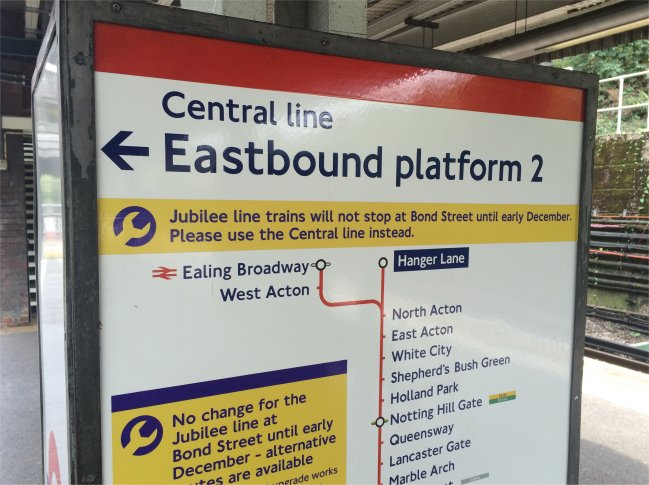 Central line
Eastbound platform 2
Jubilee line trains will not stop at Bond Street until early December.
Please use the Central line instead.
Ealing Broadway
West Acton
Hanger Lane
North Acton
East Acton
White City
Shepherd's Bush Green
Holland Park
Notting Hill Gate
Queensway
Lancaster Gate
Marble Arch
No change for the
Jubilee line at
Bond Street until early
December - alternative
routes are available
upgrade works